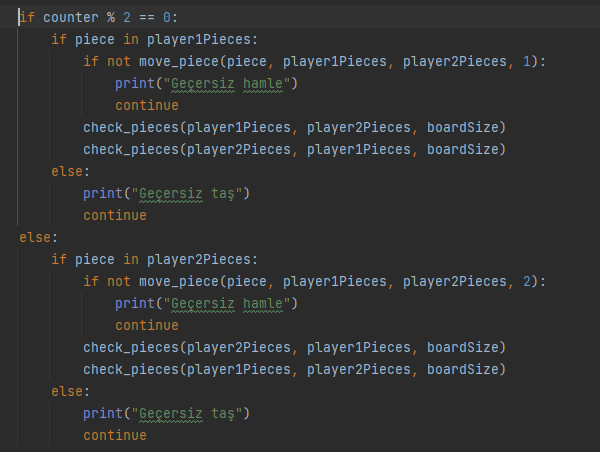 if counter % 2 == 0:
    if piece in player1Pieces:
        if not move_piece(piece, player1Pieces, player2Pieces, 1):
            print("Geçersiz hamle")
            continue
        check_pieces(player1Pieces, player2Pieces, boardSize)
        check_pieces(player2Pieces, player1Pieces, boardSize)
    else:
        print("Geçersiz taş")
        continue
else:
    if piece in player2Pieces:
        if not move_piece(piece, player1Pieces, player2Pieces, 2):
            print("Geçersiz hamle")
            continue
        check_pieces(player2Pieces, player1Pieces, boardSize)
        check_pieces(player1Pieces, player2Pieces, boardSize)
    else:
        print("Geçersiz taş")
        continue